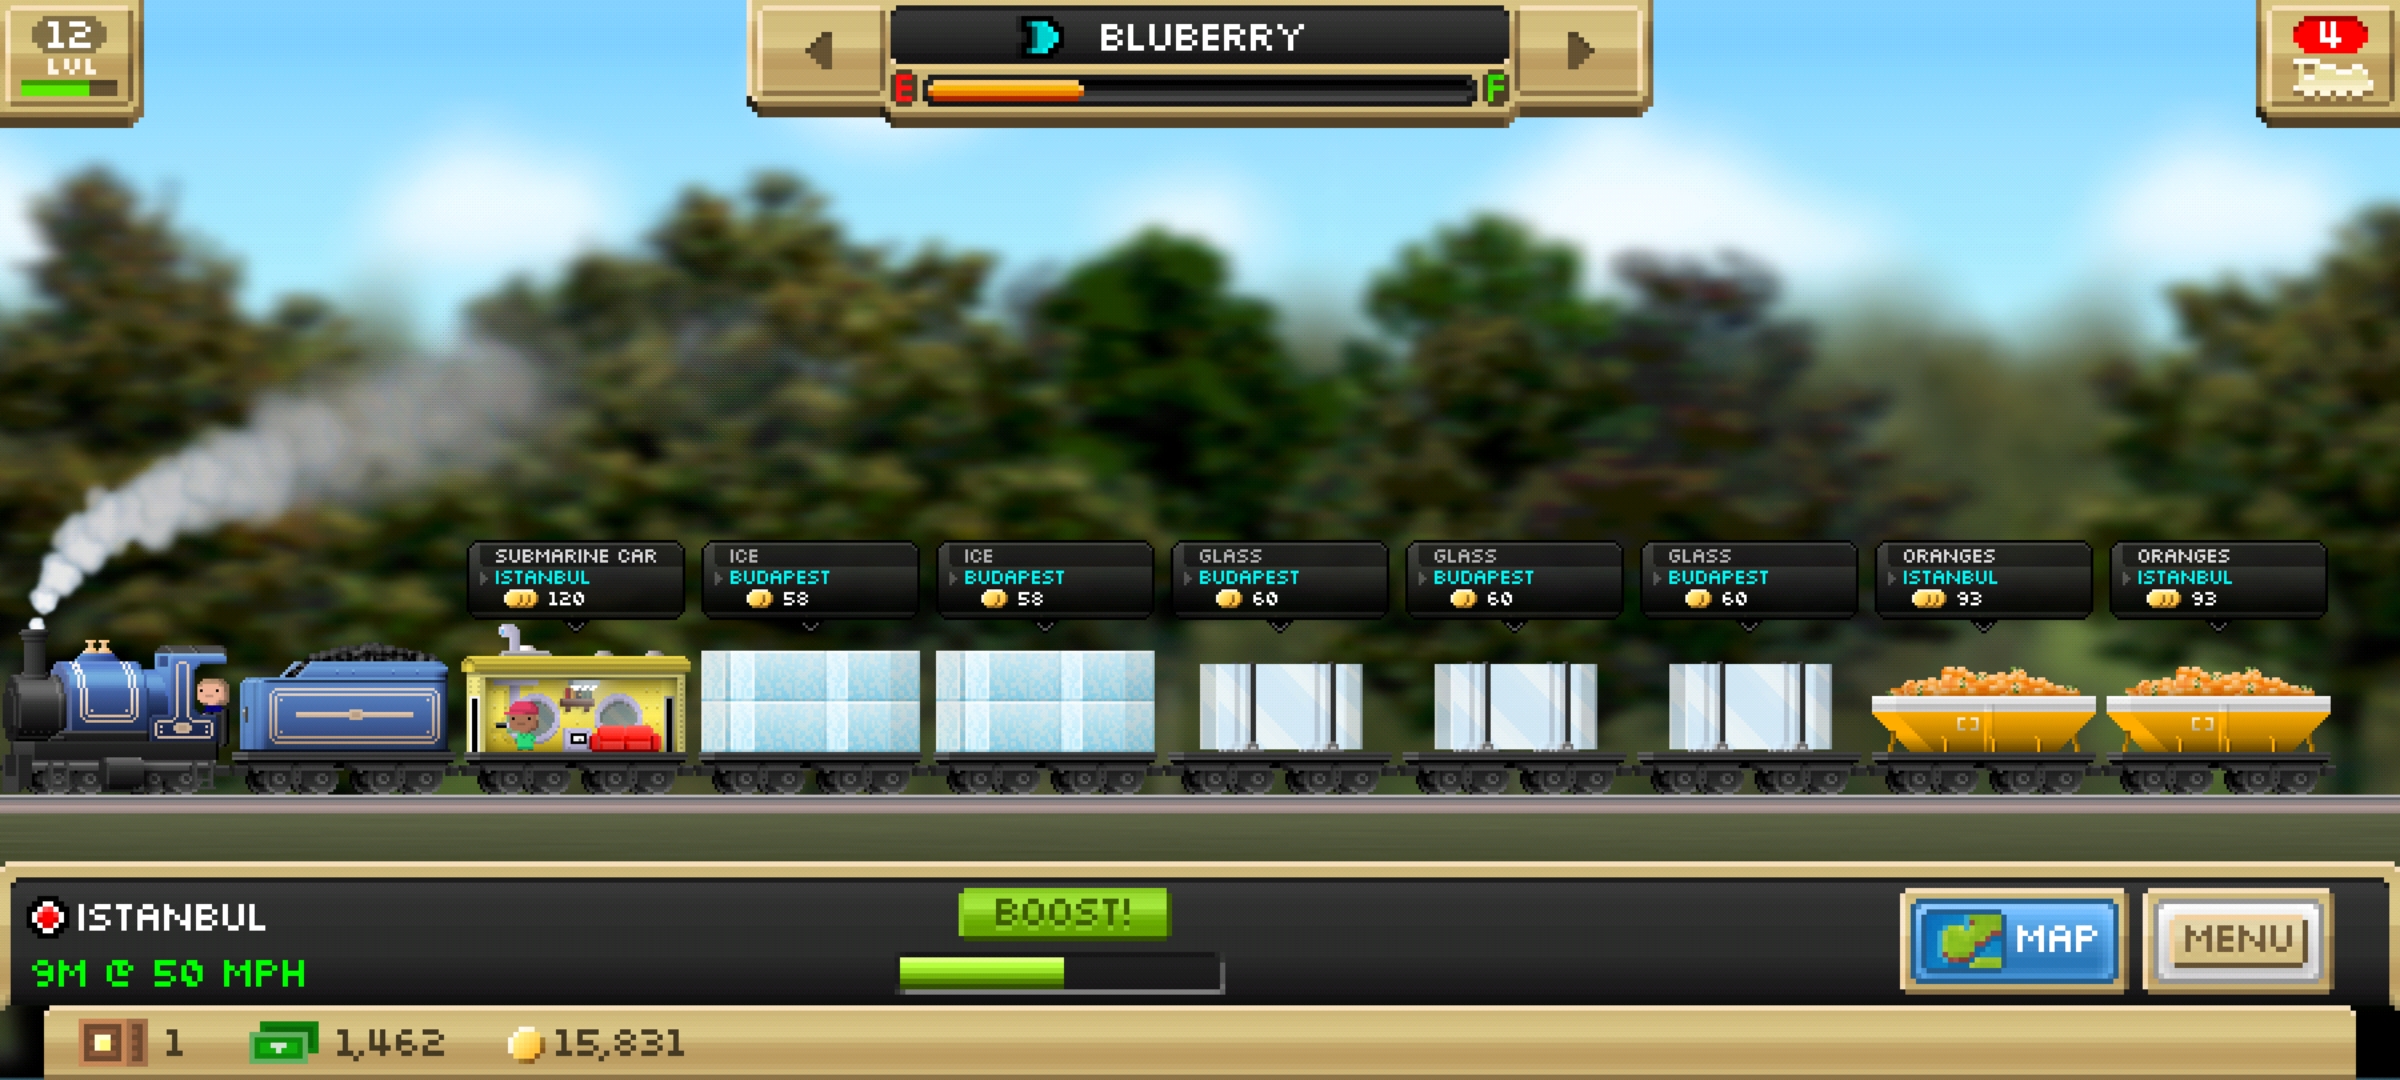 12
LVL
BLUBERRY
E
F
4
SUBMARINE CAR
ISTANBUL
120
ICE
BUDAPEST
58
ICE
BUDAPEST
58
GLASS
BUDAPEST
60
GLASS
BUDAPEST
60
GLASS
BUDAPEST
60
ORANGES
ISTANBUL
93
ORANGES
ISTANBUL
93
ISTANBUL
9M @ 50 MPH
BOOST!
MAP
MENU
1
1,462
15,831